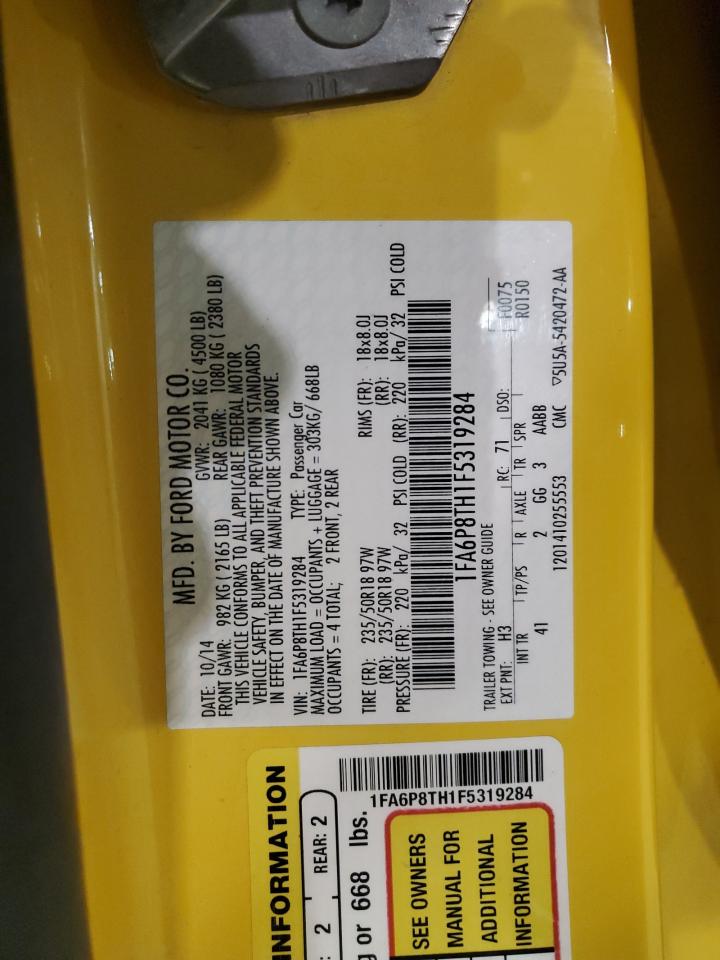 MFD. BY FORD MOTOR CO.
DATE: 10/14 GVWR: 2041 KG ( 4500 LB)
FRONT GAWR: 982 KG ( 2165 LB) REAR GAWR: 1080 KG ( 2380 LB)
THIS VEHICLE CONFORMS TO ALL APPLICABLE FEDERAL MOTOR
VEHICLE SAFETY, BUMPER, AND THEFT PREVENTION STANDARDS
IN EFFECT ON THE DATE OF MANUFACTURE SHOWN ABOVE.
VIN: 1FA6P8TH1F5319284 TYPE: Passenger Car
MAXIMUM LOAD = OCCUPANTS + LUGGAGE = 303KG/ 668LB
OCCUPANTS = 4 TOTAL; 2 FRONT, 2 REAR
TIRE (FR): 235/50R18 97W RIMS (FR): 18x8.0J
(RR): 235/50R18 97W (RR): 18x8.0J
PRESSURE (FR): 220 kPa/ 32 PSI COLD (RR): 220 kPa/ 32 PSI COLD
1FA6P8TH1F5319284
TRAILER TOWING - SEE OWNER GUIDE F0075
EXT PNT: H3 RC: 71 DSO: R0150
INT TR TP/PS R AXLE TR SPR
41 2 GG 3 AABB
1201410255553 CMC 5U5A-5420472-AA
INFORMATION
: 2 REAR: 2
g or 668 lbs.
1FA6P8TH1F5319284
SEE OWNERS
MANUAL FOR
ADDITIONAL
INFORMATION